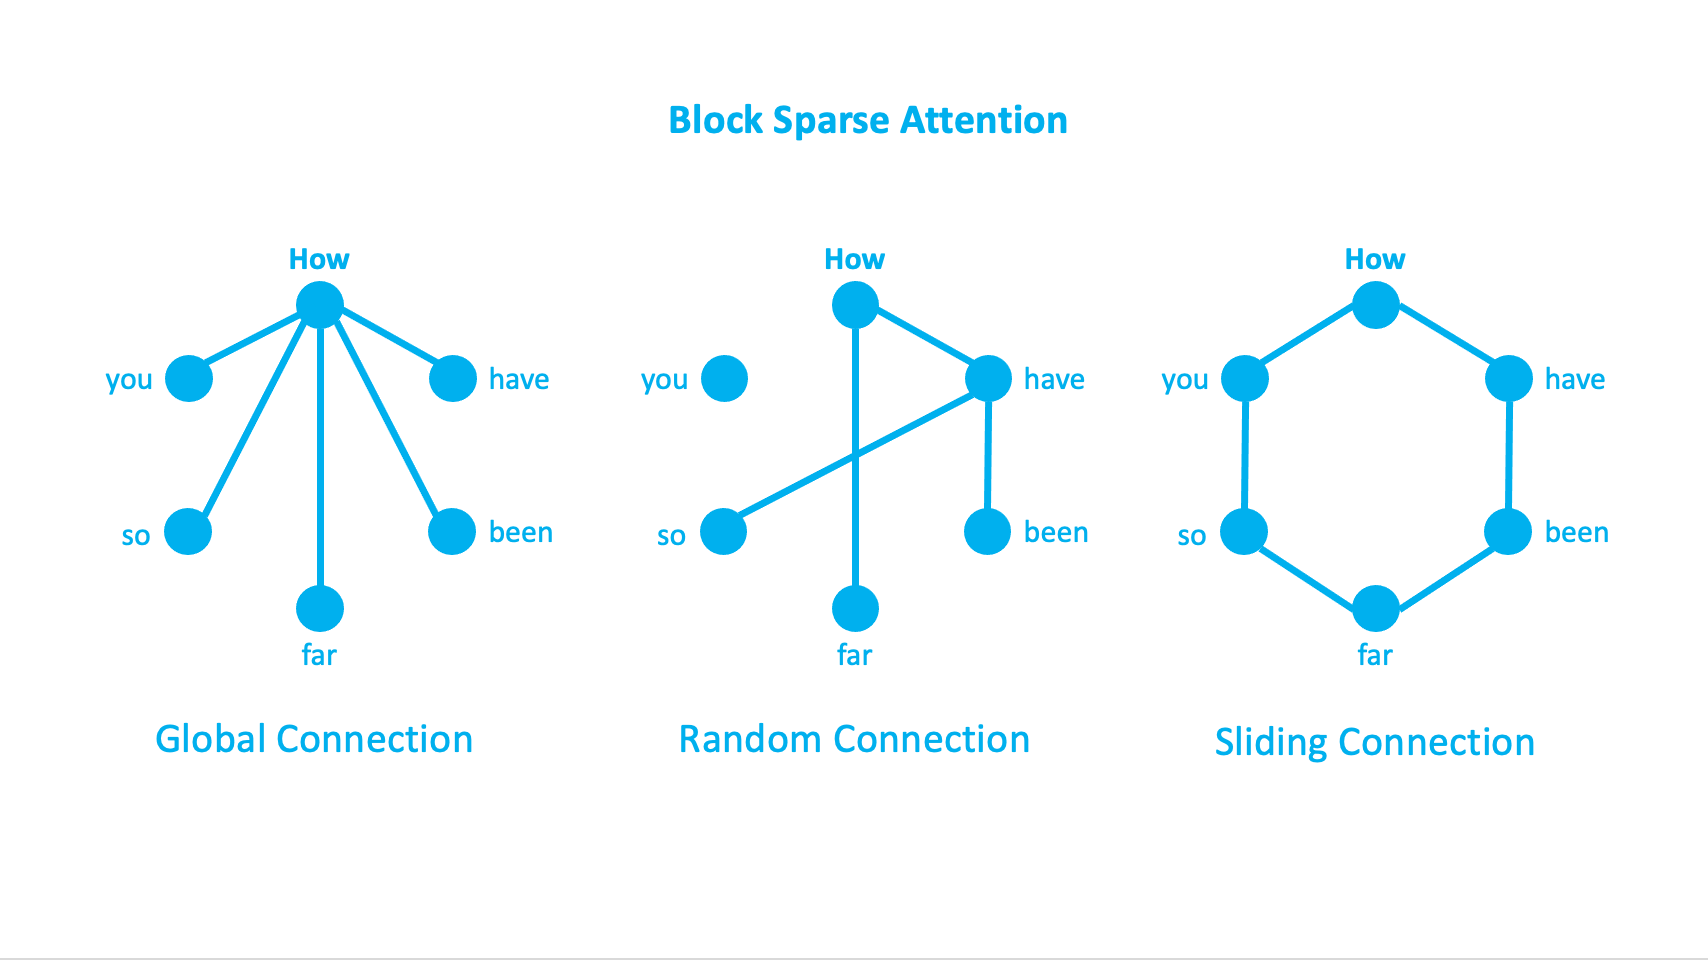 Block Sparse Attention
How
you
have
so
been
far
Global Connection
How
you
have
so
been
far
Random Connection
How
you
have
so
been
far
Sliding Connection